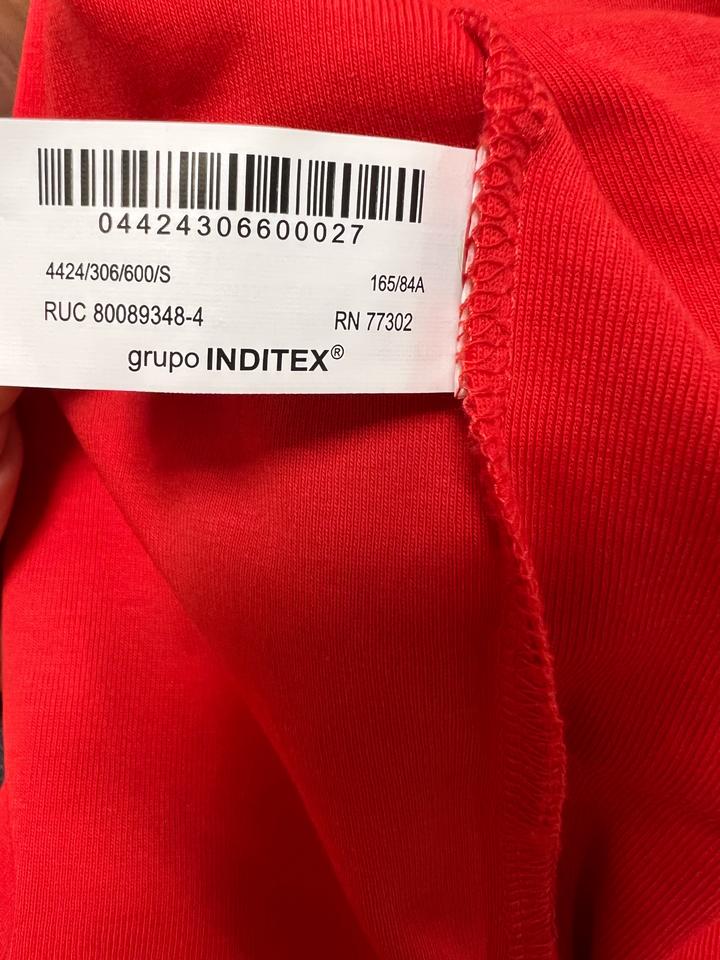 04424306600027
4424/306/600/S 165/84A
RUC 80089348-4 RN 77302
grupo INDITEX®